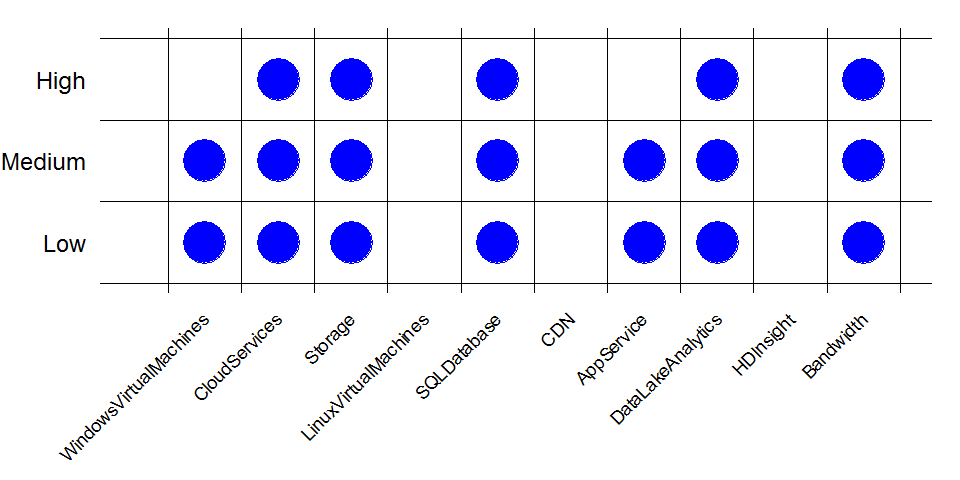 High
Medium
Low
WindowsVirtualMachines
CloudServices
Storage
LinuxVirtualMachines
SQLDatabase
CDN
AppService
DataLakeAnalytics
HDInsight
Bandwidth